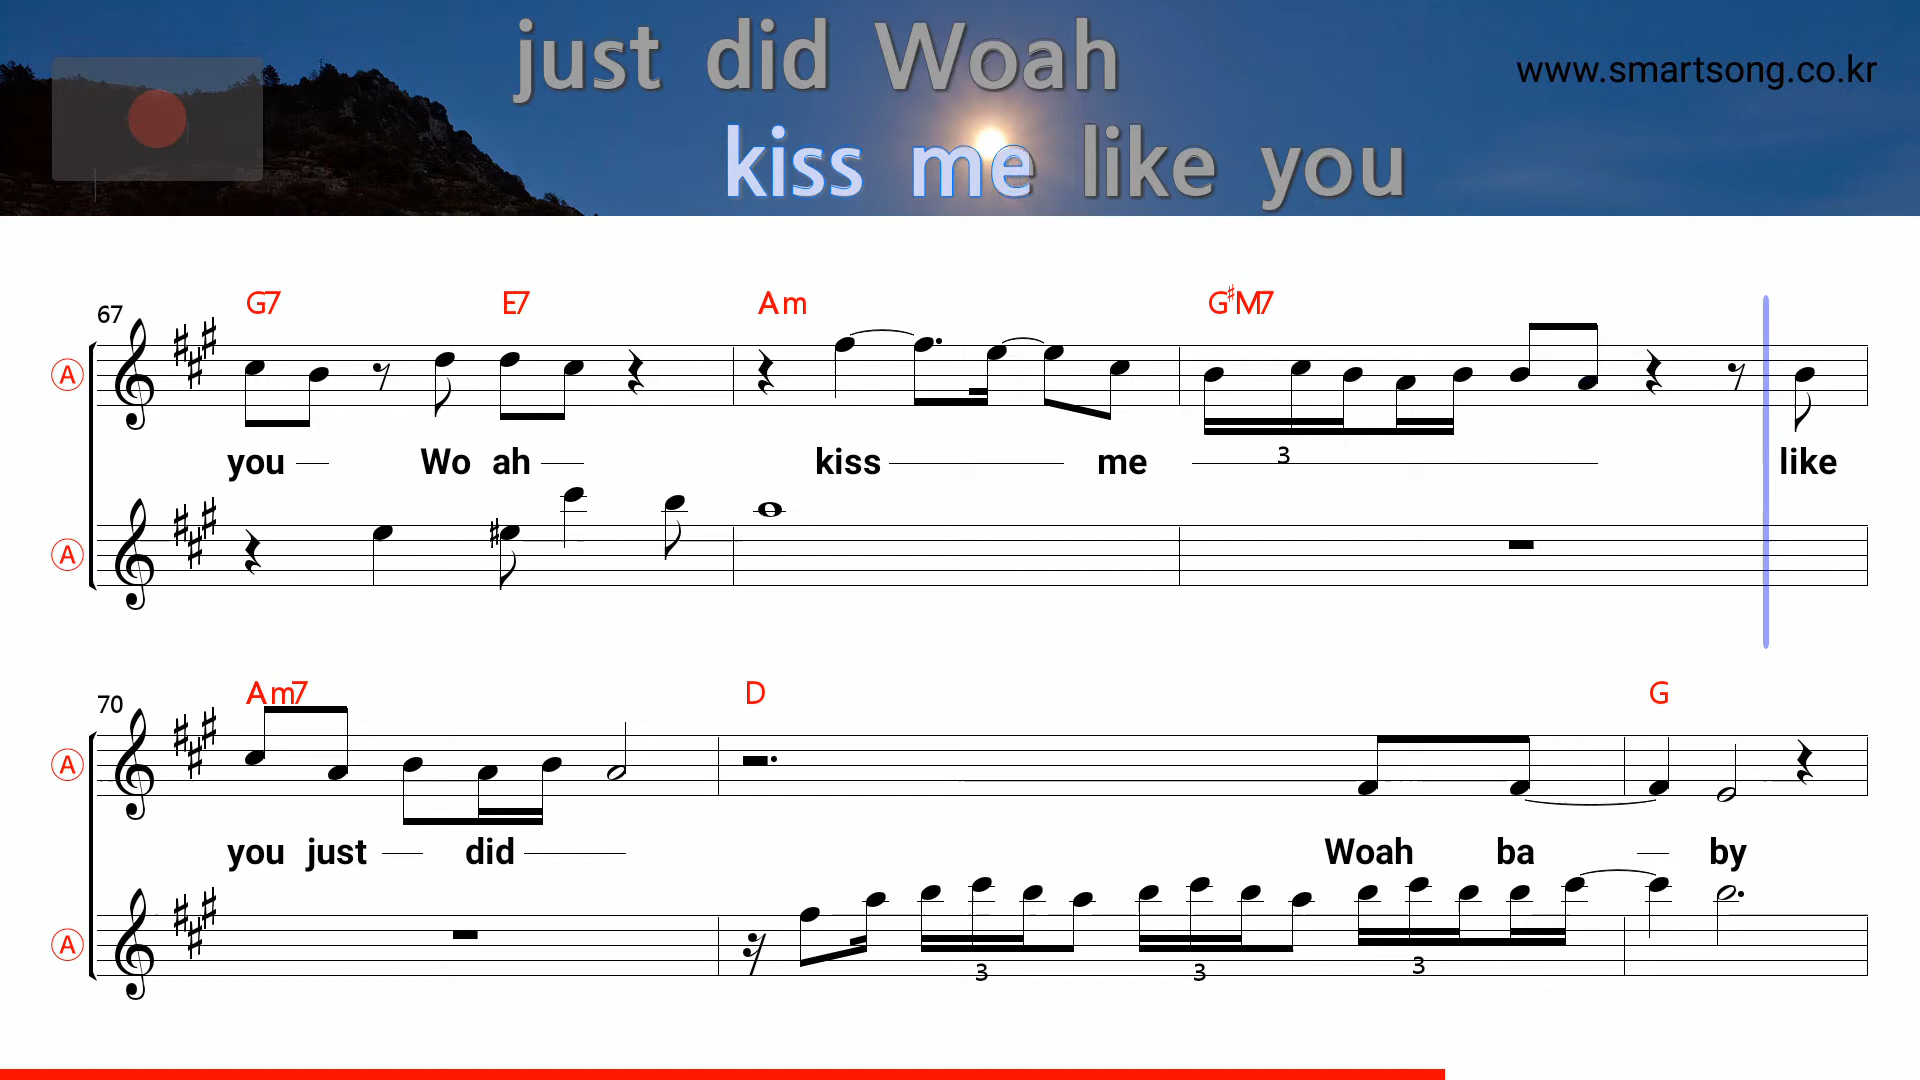 just did Woah
www.smartsong.co.kr
kiss me like you
67
G7 E7 Am G♯M7
A
3
you Wo ah kiss me like
A
70
Am7 D G
A
you just did Woah ba by
A
3 3 3